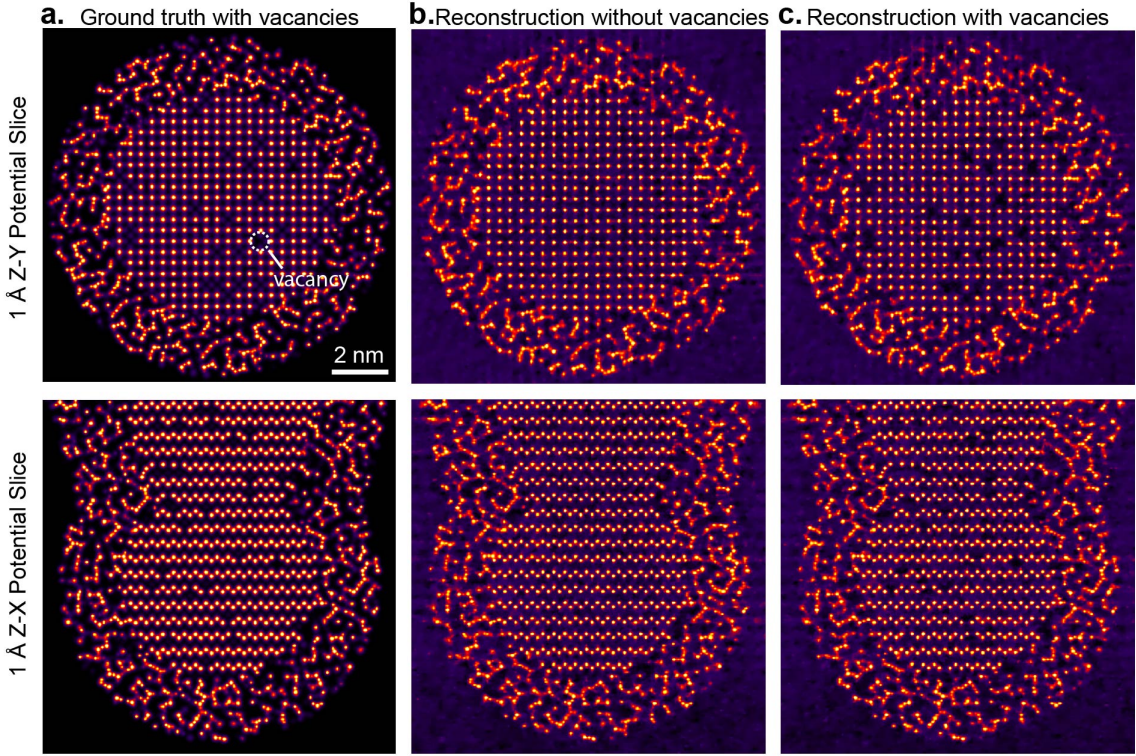 a. Ground truth with vacancies
b. Reconstruction without vacancies
c. Reconstruction with vacancies
1 Å Z-Y Potential Slice
vacancy
2 nm
1 Å Z-X Potential Slice